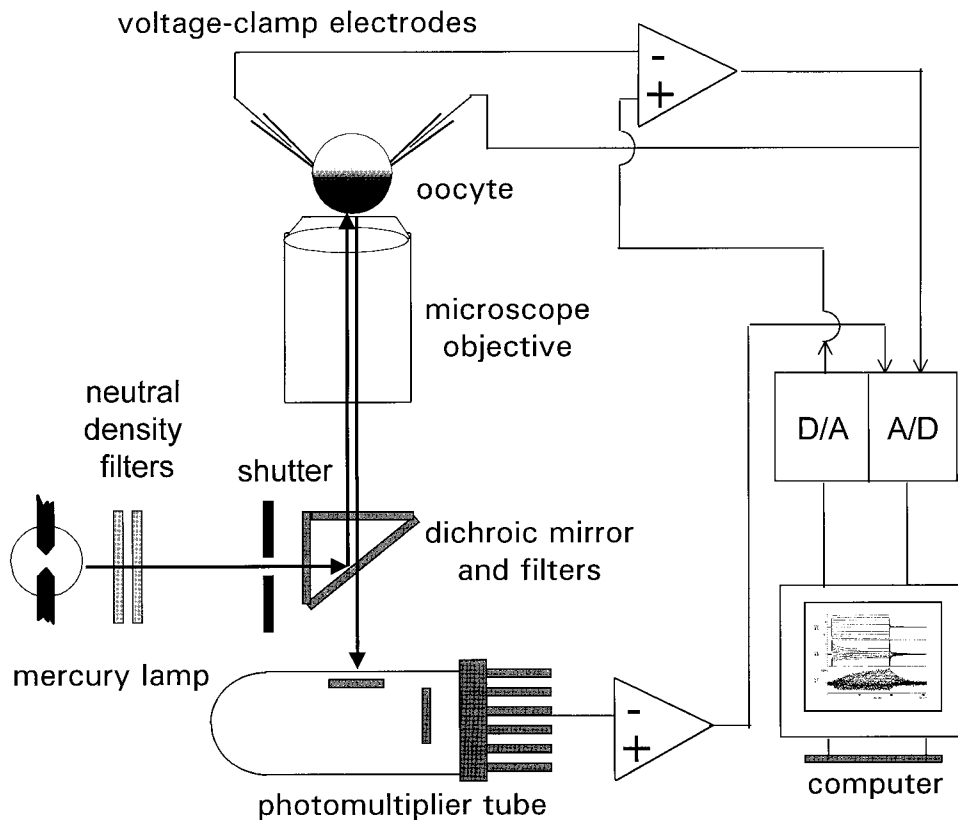 voltage-clamp electrodes
-
+
oocyte
microscope
objective
neutral
density
filters
shutter
D/A
A/D
dichroic mirror
and filters
mercury lamp
-
+
photomultiplier tube
computer